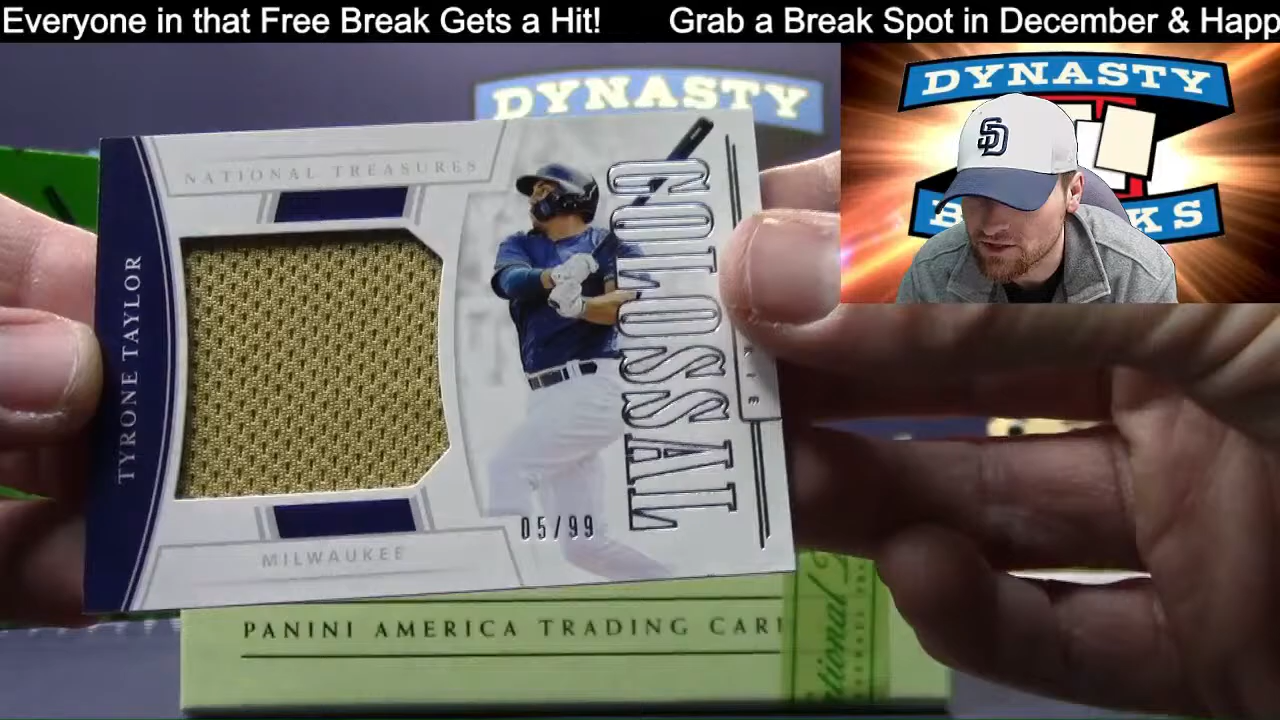 Everyone in that Free Break Gets a Hit!
Grab a Break Spot in December & Happ
DYNASTY
DYNASTY
SD
NATIONAL TREASURES
COLOSSAL
TYRONE TAYLOR
05/99
MILWAUKEE
PANINI AMERICA TRADING CAR